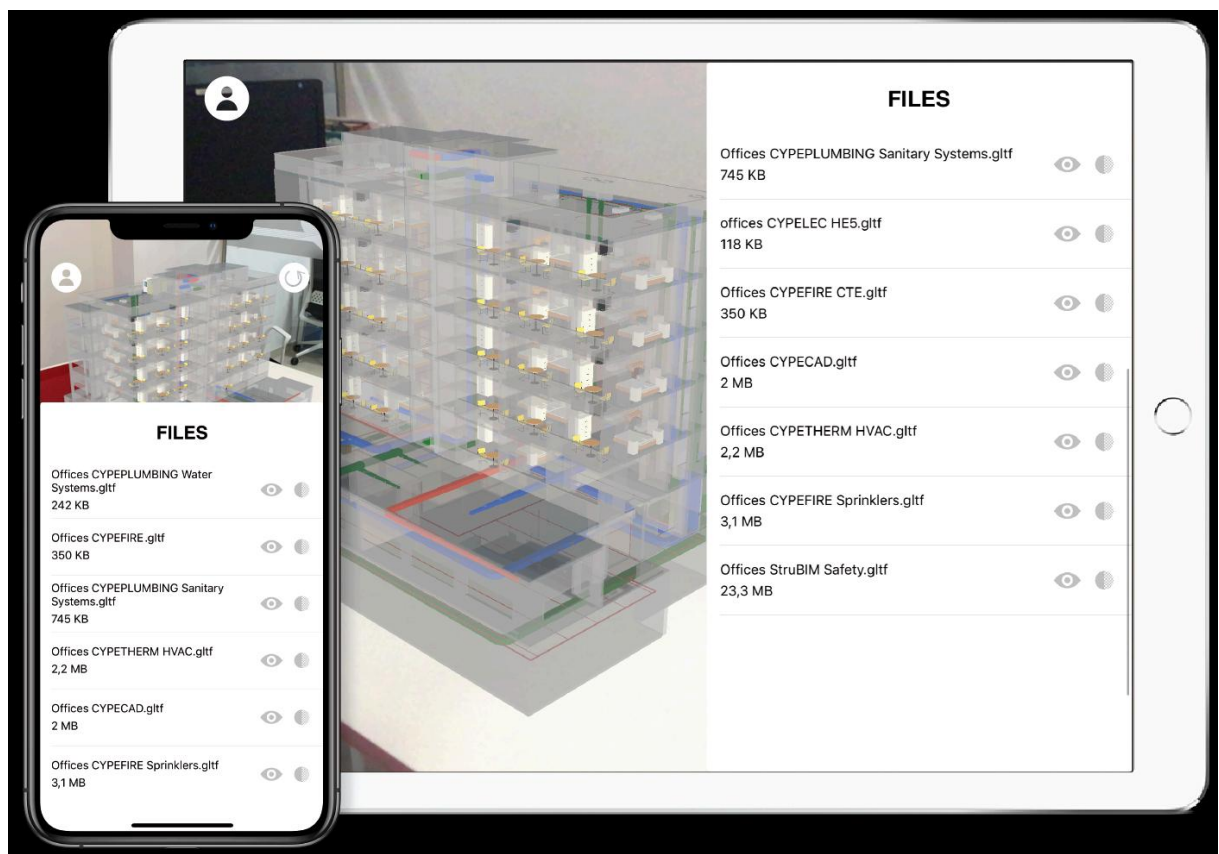 FILES
Offices CYPEPLUMBING Sanitary Systems.gltf
745 KB
offices CYPELEC HE5.gltf
118 KB
Offices CYPEFIRE CTE.gltf
350 KB
Offices CYPECAD.gltf
2 MB
Offices CYPETHERM HVAC.gltf
2,2 MB
Offices CYPEFIRE Sprinklers.gltf
3,1 MB
Offices StruBIM Safety.gltf
23,3 MB
FILES
Offices CYPEPLUMBING Water
Systems.gltf
242 KB
Offices CYPEFIRE.gltf
350 KB
Offices CYPEPLUMBING Sanitary
Systems.gltf
745 KB
Offices CYPETHERM HVAC.gltf
2,2 MB
Offices CYPECAD.gltf
2 MB
Offices CYPEFIRE Sprinklers.gltf
3,1 MB